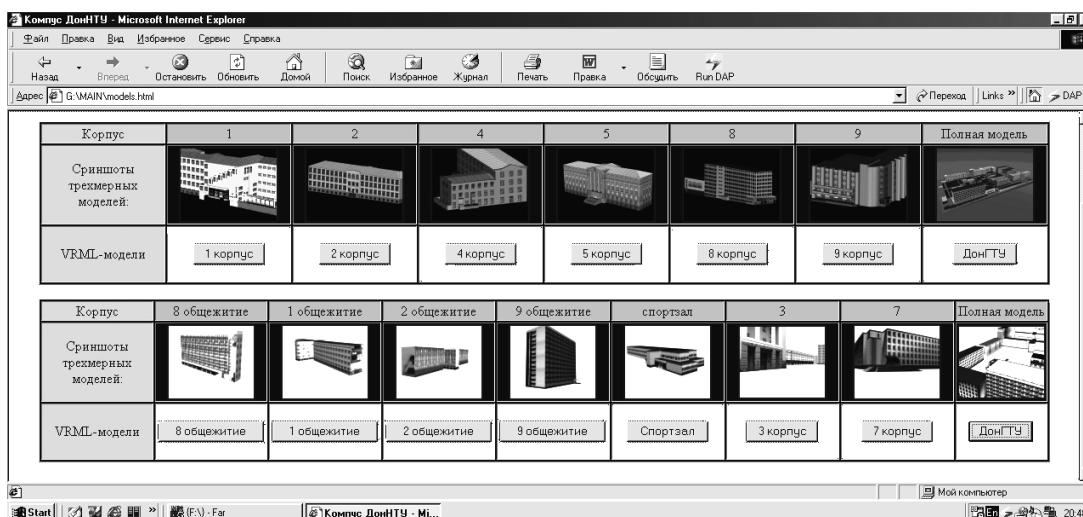 Компус ДонНТУ - Microsoft Internet Explorer
Файл Правка Вид Избранное Сервис Справка
Назад Вперед Остановить Обновить Домой Поиск Избранное Журнал Печать Правка Обсудить Run DAP
Адрес G:\MAIN\models.html Переход Links » DAP
Корпус 1 2 4 5 8 9 Полная модель
Сриншоты
трехмерных
моделей:
VRML-модели 1 корпус 2 корпус 4 корпус 5 корпус 8 корпус 9 корпус ДонГТУ
Корпус 8 общежитие 1 общежитие 2 общежитие 9 общежитие спортзал 3 7 Полная модель
Сриншоты
трехмерных
моделей:
VRML-модели 8 общежитие 1 общежитие 2 общежитие 9 общежитие Спортзал 3 корпус 7 корпус ДонГТУ
Мой компьютер
Start » (F:\) - Far Компус ДонНТУ - Mi... En